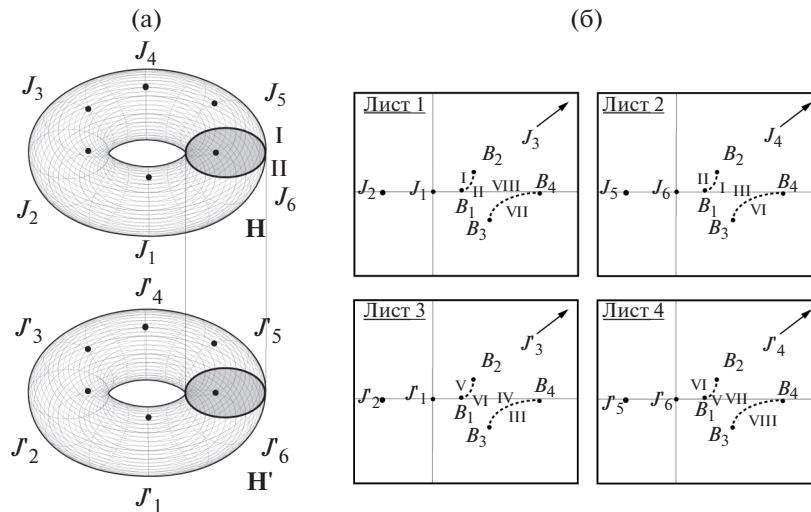 (а)
(б)
J4
J3
J5
I
II
J2
J6
J1
H
J'4
J'3
J'5
J'2
J'6
J'1
H'
Лист 1
J3
B2
I
VIII
II
J2
J1
B4
B1
VII
B3
Лист 2
J4
B2
II
I
III
J5
J6
B4
B1
VI
B3
Лист 3
J'3
B2
V
IV
VI
J'2
J'1
B4
B1
III
B3
Лист 4
J'4
B2
VI
V
VII
J'5
J'6
B4
B1
VIII
B3